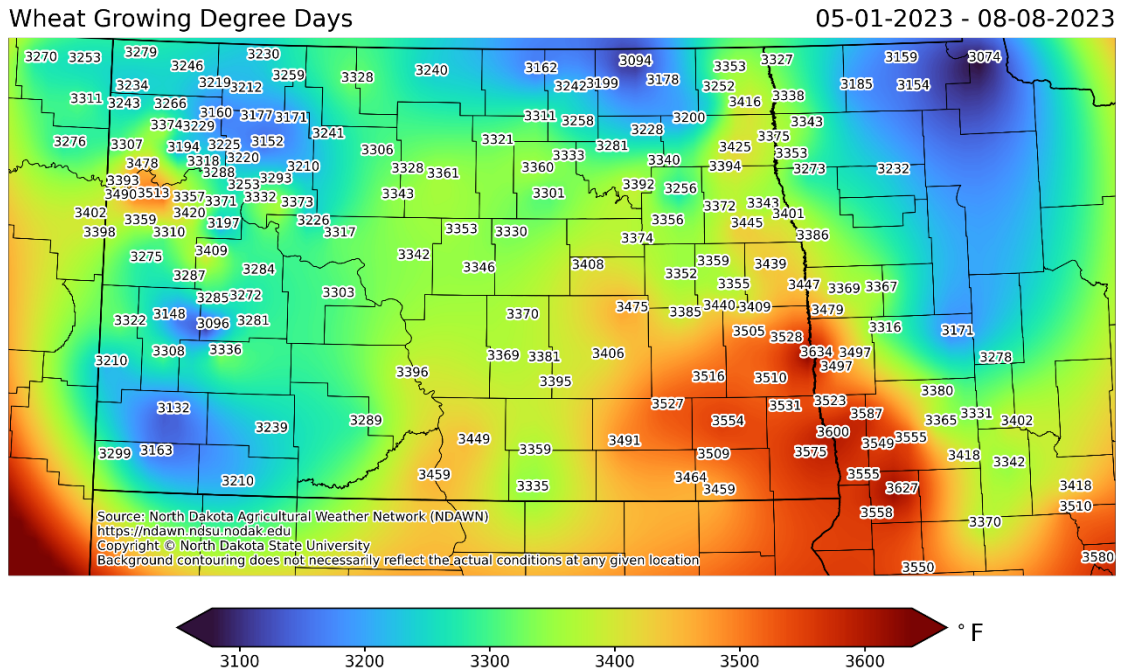 Wheat Growing Degree Days 05-01-2023 - 08-08-2023
3270 3253 3279 3230 3094 3353 3327 3159 3074
3246 3259 3328 3240 3162 3178 3185 3154
3234 3219 3212 3242 3199 3252
3311 3243 3266 3416 3338
3160 3177 3171 3311 3258 3200 3343
3374 3229 3241 3228
3276 3307 3194 3225 3152 3321 3281 3425 3375
3306 3333 3353
3478 3318 3220 3210 3328 3361 3360 3340 3394 3273 3232
3393 3288 3253 3293 3392 3256
3490 3513 3357 3371 3332 3373 3343 3301 3372 3343
3402 3359 3420 3197 3226 3356 3445 3401
3398 3310 3317 3353 3330 3374 3386
3275 3409 3342 3408 3359 3439
3287 3284 3346 3352
3355 3447 3369 3367
3285 3272 3303
3322 3148 3096 3281 3370 3475 3385 3440 3409 3479
3505 3528 3316 3171
3210 3308 3336 3369 3381 3406 3634 3497 3278
3497
3396 3395 3516 3510 3380
3132 3527 3531 3523
3239 3289 3554 3587 3365 3331 3402
3600
3299 3163 3449 3359 3491 3509 3575 3549 3555 3418 3342
3210 3459 3335 3464 3459 3555 3627 3418
3558 3370 3510
3550 3580
Source: North Dakota Agricultural Weather Network (NDAWN)
https://ndawn.ndsu.nodak.edu
Copyright © North Dakota State University
Background contouring does not necessarily reflect the actual conditions at any given location
3100 3200 3300 3400 3500 3600 °F